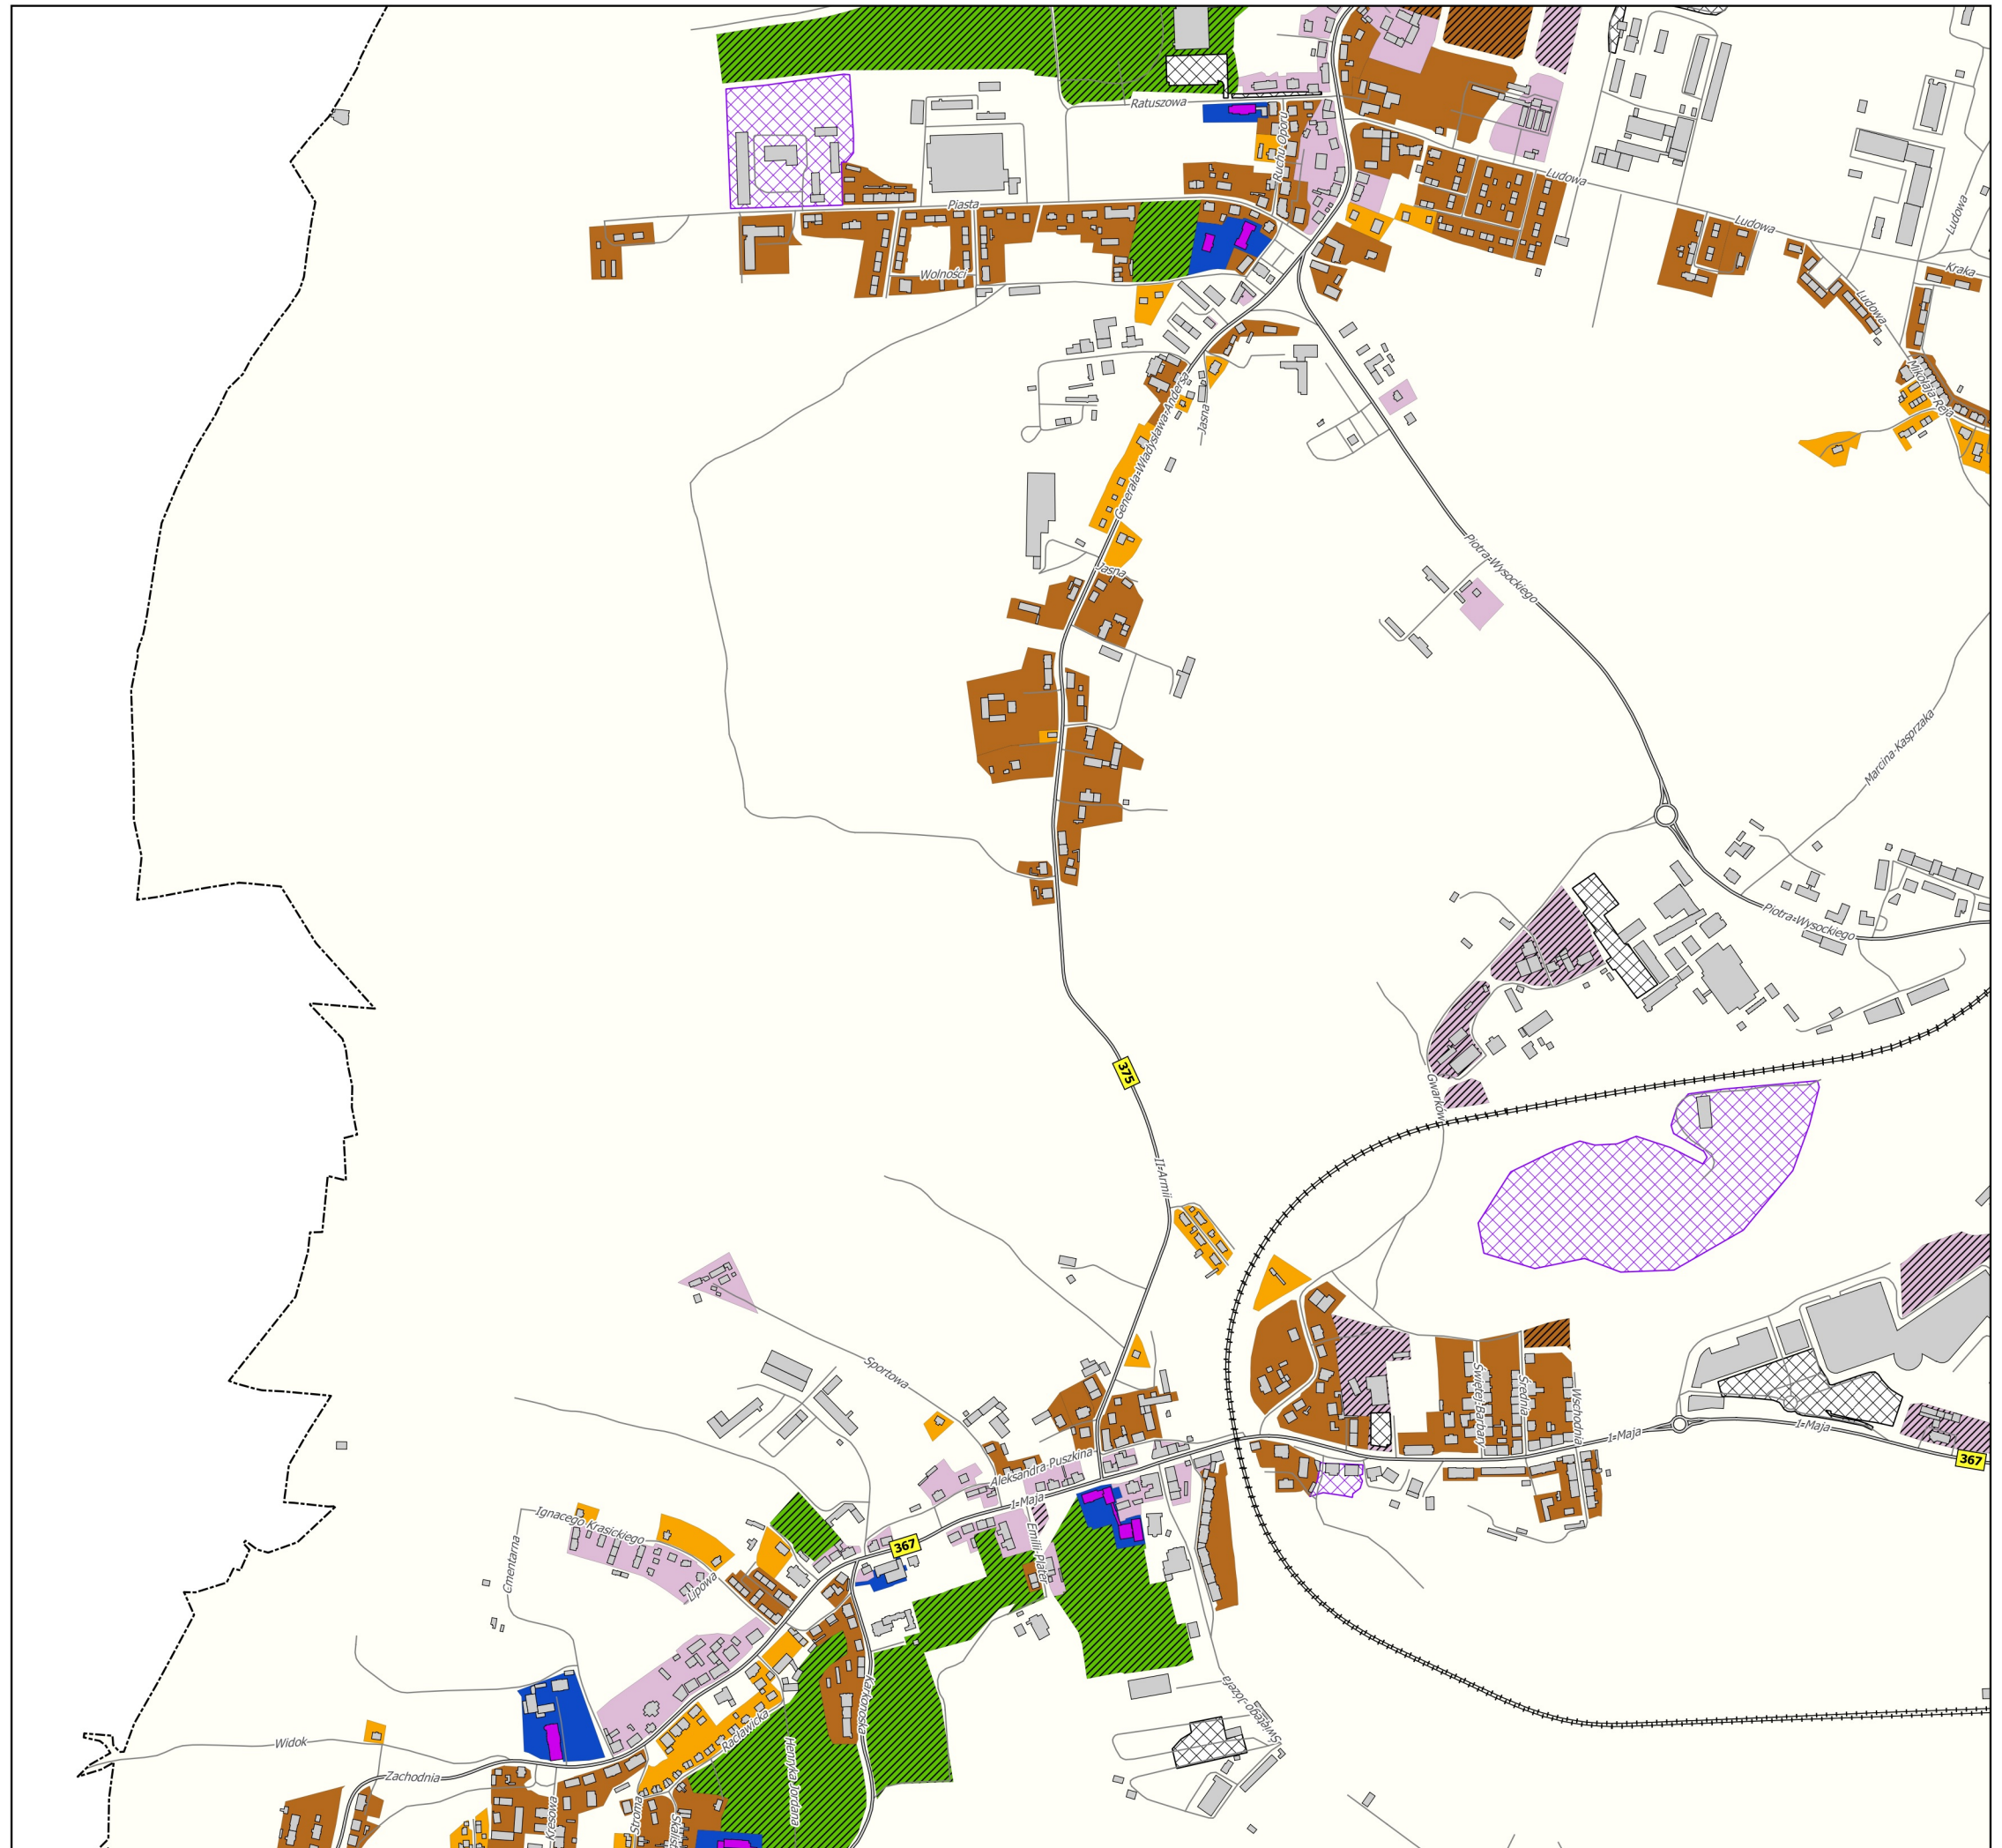 Ratuszowa
Ruchu Oporu
Ludowa
Piasta
Ludowa
Ludowa
Wolności
Kraka
Ludowa
Mikołaja Reja
Generała Władysława Andersa
Jasna
Piotra Wysockiego
Jasna
Marcina Kasprzaka
Piotra Wysockiego
375
Gwarków
II Armii
Sportowa
Świętej Barbary
Średnia
Wschodnia
1 Maja
1 Maja
367
Aleksandra Puszkina
1 Maja
Ignacego Krasickiego
Emilii Plater
367
Cmentarna
Lipowa
Karkonoska
Świętego Józefa
Racławicka
Henryka Jordana
Widok
Zachodnia
Kresowa
Stroma